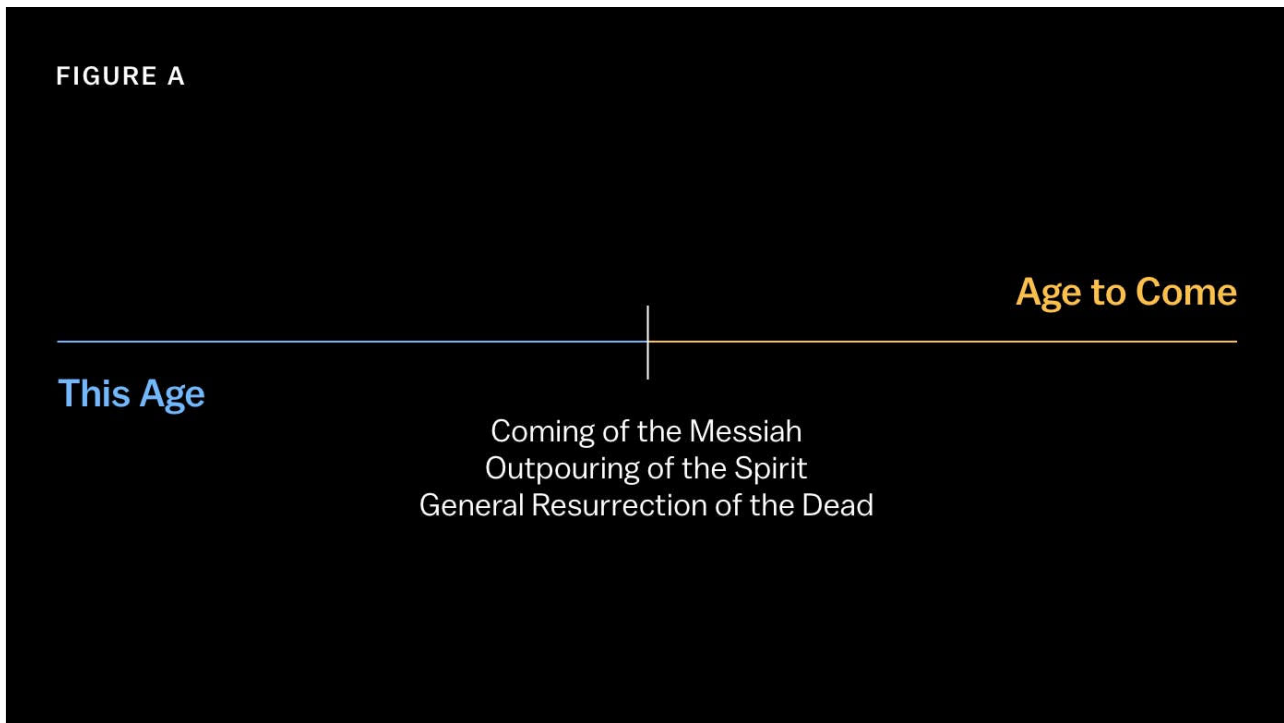 FIGURE A
Age to Come
This Age
Coming of the Messiah
Outpouring of the Spirit
General Resurrection of the Dead